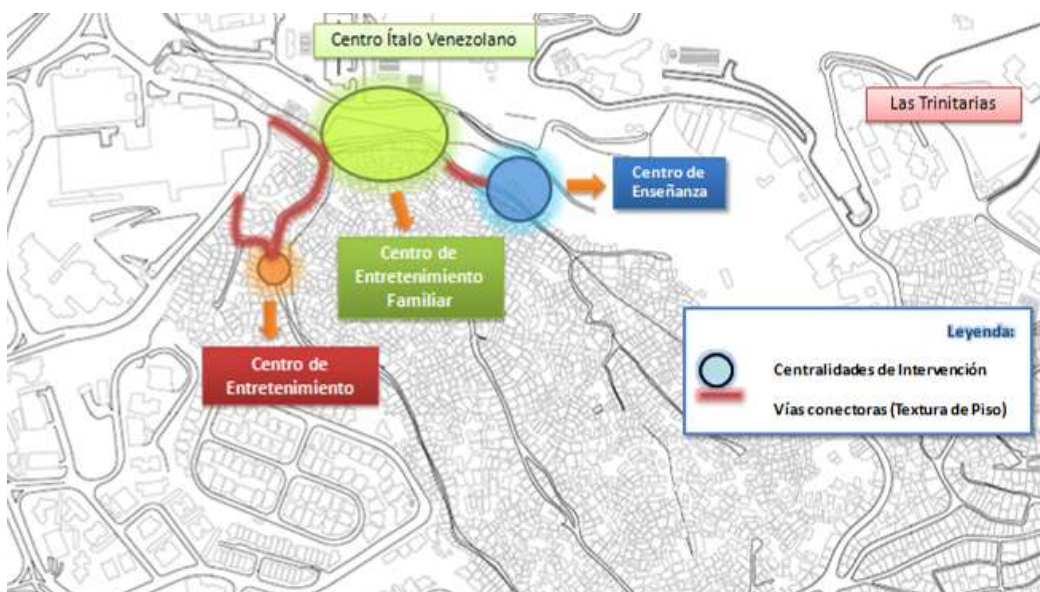 Centro Ítalo Venezolano
Las Trinitarias
Centro de
Enseñanza
Centro de
Entretenimiento
Familiar
Centro de
Entretenimiento
Leyenda:
Centralidades de Intervención
Vías conectoras (Textura de Piso)